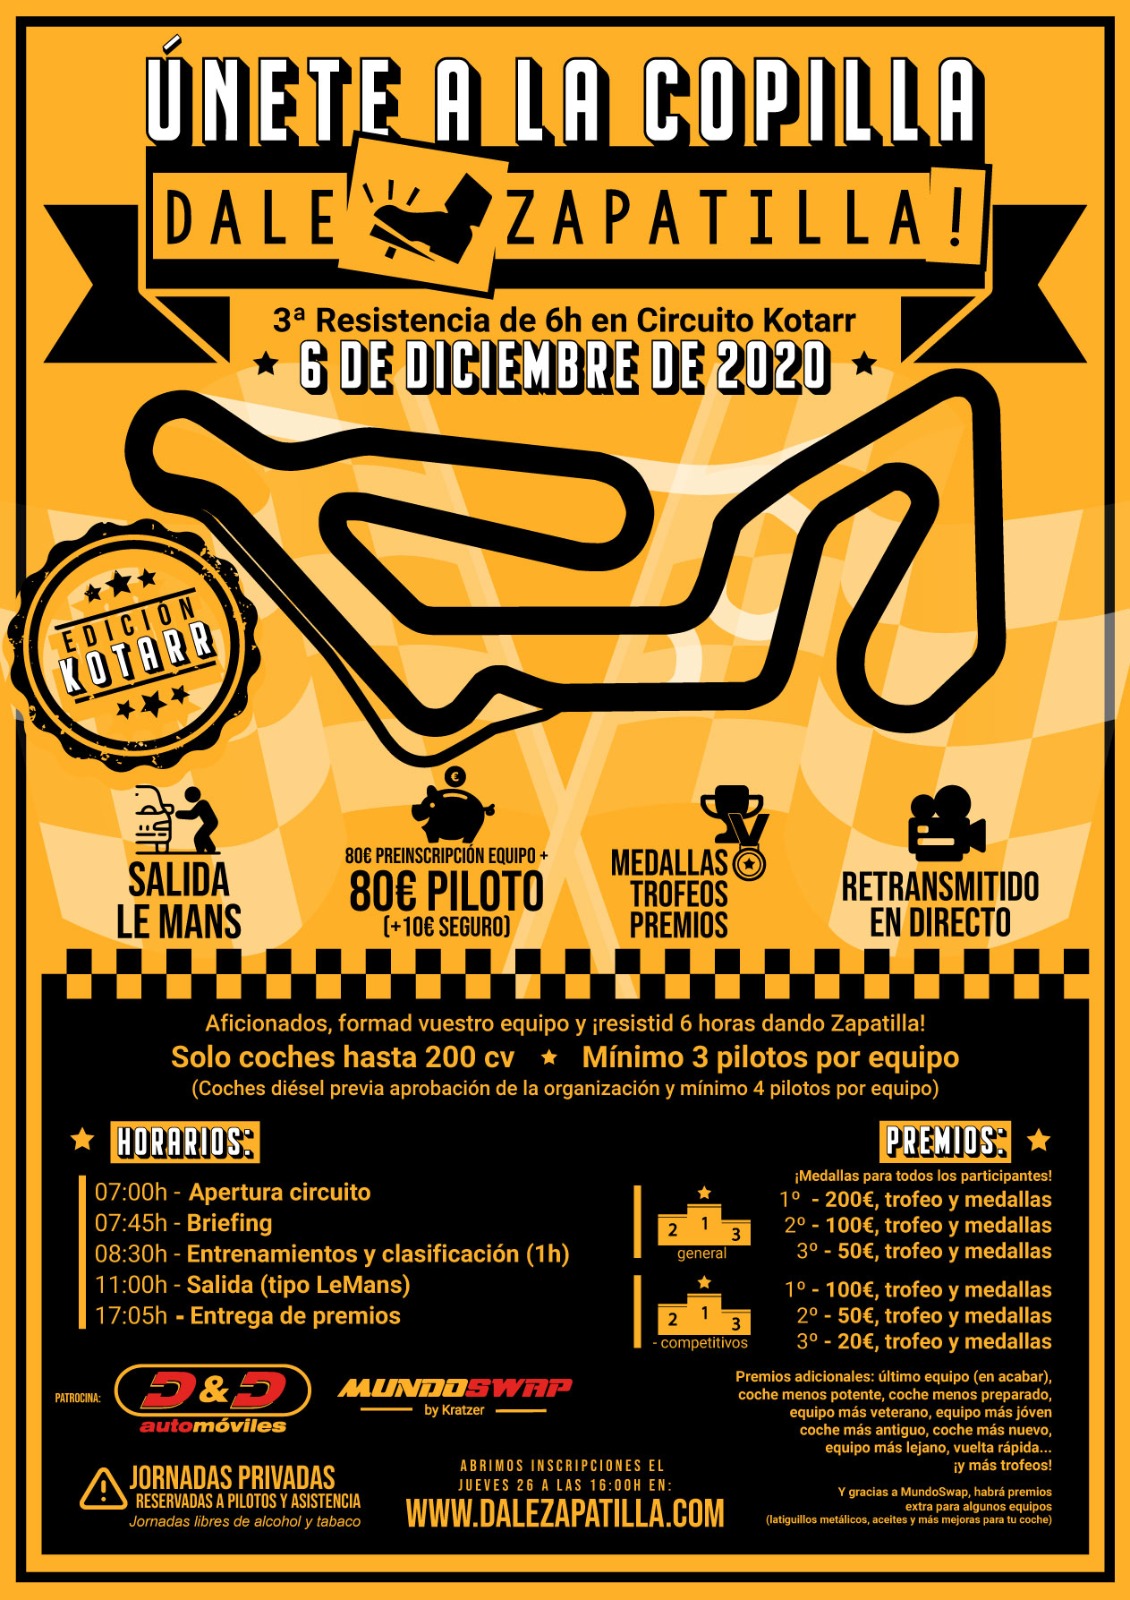 ÚNETE A LA COPILLA
DALE ZAPATILLA!
3ª Resistencia de 6h en Circuito Kotarr
6 DE DICIEMBRE DE 2020
EDICIÓN
KOTARR
SALIDA
LE MANS
€
80€ PREINSCRIPCIÓN EQUIPO +
80€ PILOTO
(+10€ SEGURO)
MEDALLAS
TROFEOS
PREMIOS
RETRANSMITIDO
EN DIRECTO
Aficionados, formad vuestro equipo y ¡resistid 6 horas dando Zapatilla!
Solo coches hasta 200 cv ★ Mínimo 3 pilotos por equipo
(Coches diésel previa aprobación de la organización y mínimo 4 pilotos por equipo)
HORARIOS:
07:00h - Apertura circuito
07:45h - Briefing
08:30h - Entrenamientos y clasificación (1h)
11:00h - Salida (tipo LeMans)
17:05h - Entrega de premios
PREMIOS:
¡Medallas para todos los participantes!
2 1 3
general
1º - 200€, trofeo y medallas
2º - 100€, trofeo y medallas
3º - 50€, trofeo y medallas
2 1 3
- competitivos
1º - 100€, trofeo y medallas
2º - 50€, trofeo y medallas
3º - 20€, trofeo y medallas
Premios adicionales: último equipo (en acabar),
coche menos potente, coche menos preparado,
equipo más veterano, equipo más jóven
coche más antiguo, coche más nuevo,
equipo más lejano, vuelta rápida...
¡y más trofeos!
Y gracias a MundoSwap, habrá premios
extra para algunos equipos
(latiguillos metálicos, aceites y más mejoras para tu coche)
PATROCINA:
D&D
automóviles
MUNDOSWAP
by Kratzer
JORNADAS PRIVADAS
RESERVADAS A PILOTOS Y ASISTENCIA
Jornadas libres de alcohol y tabaco
ABRIMOS INSCRIPCIONES EL
JUEVES 26 A LAS 16:00H EN:
WWW.DALEZAPATILLA.COM